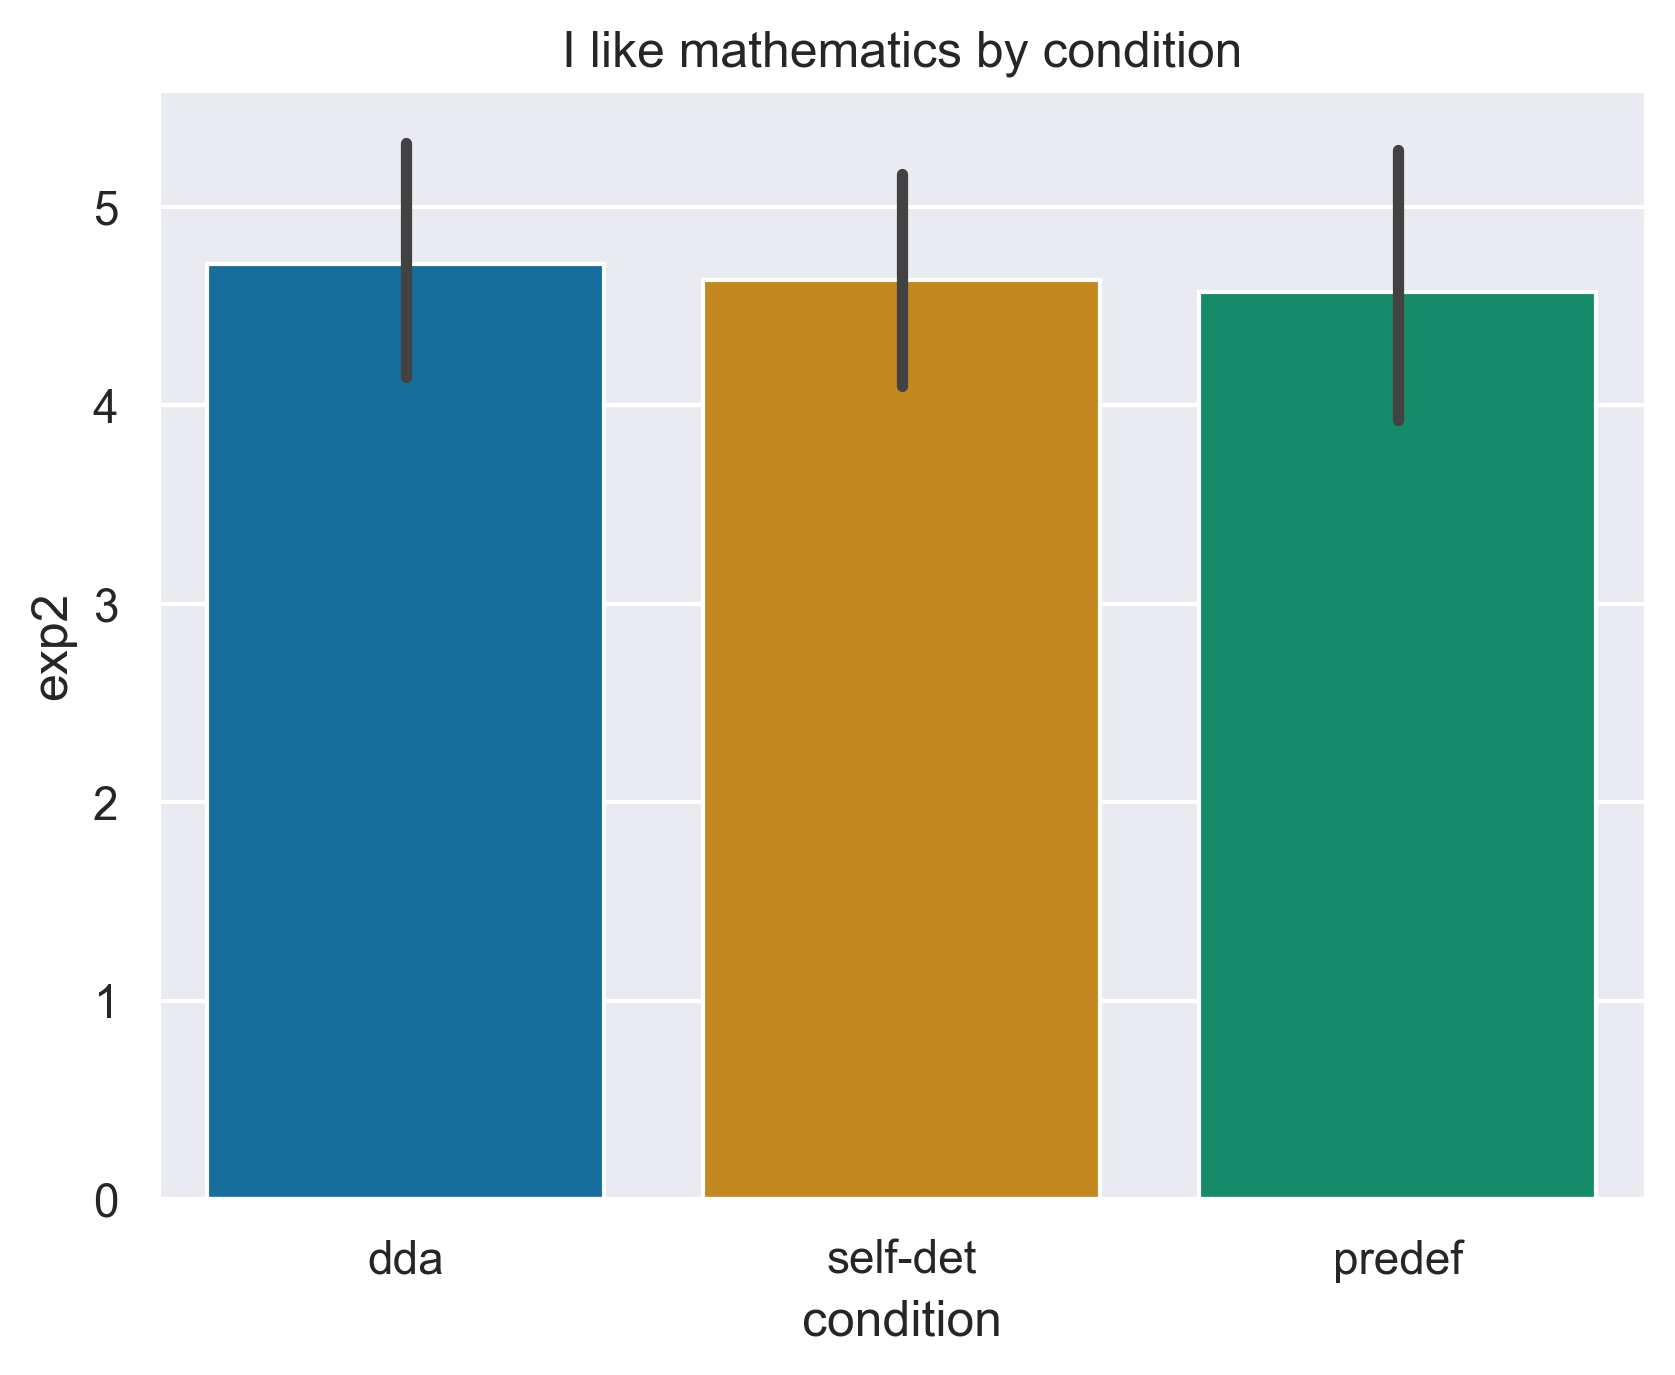 I like mathematics by condition
exp2
5
4
3
2
1
0
dda
self-det
predef
condition